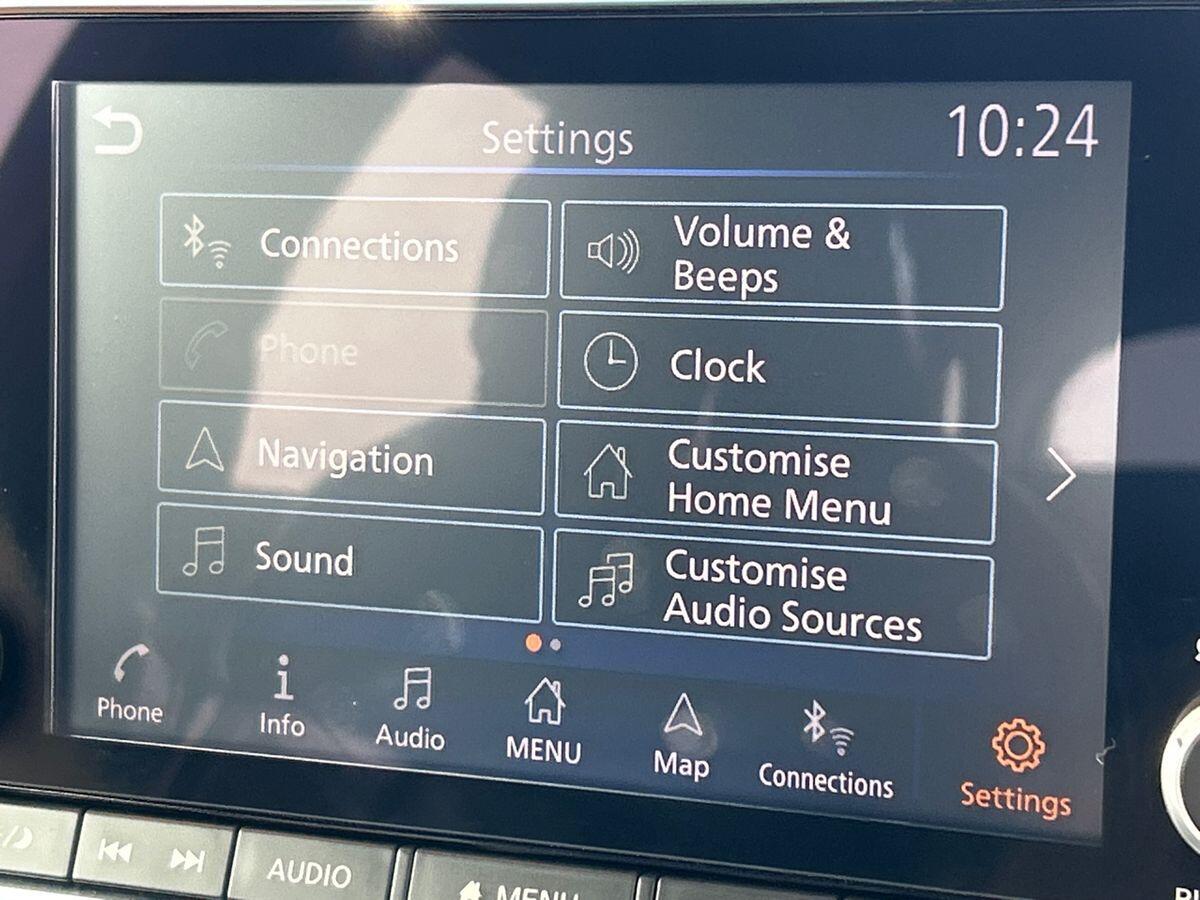 Settings
10:24
Connections
Volume &
Beeps
Phone
Clock
Navigation
Customise
Home Menu
Sound
Customise
Audio Sources
Phone
Info
Audio
MENU
Map
Connections
Settings
AUDIO
MENU